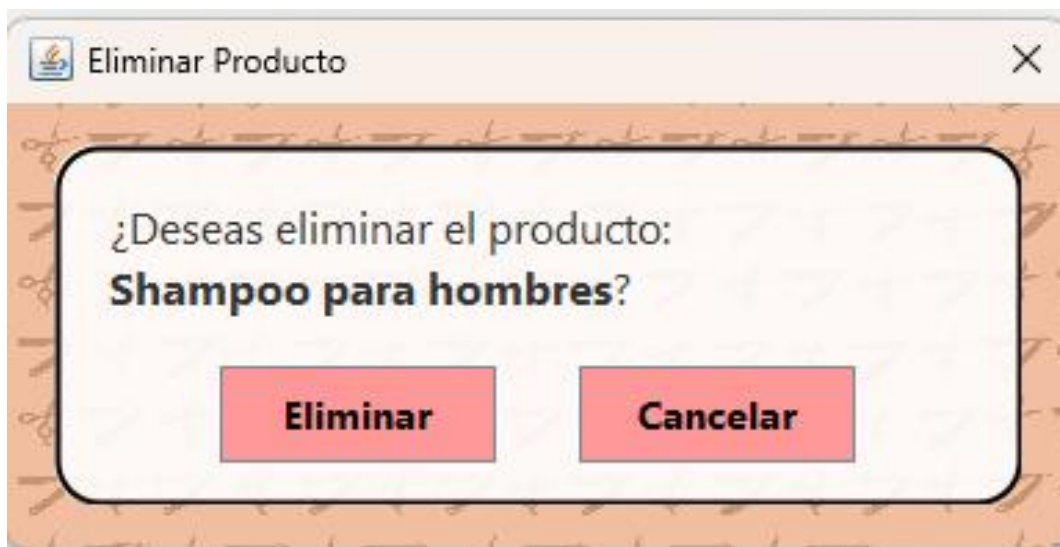 Eliminar Producto
¿Deseas eliminar el producto:
Shampoo para hombres?
Eliminar
Cancelar